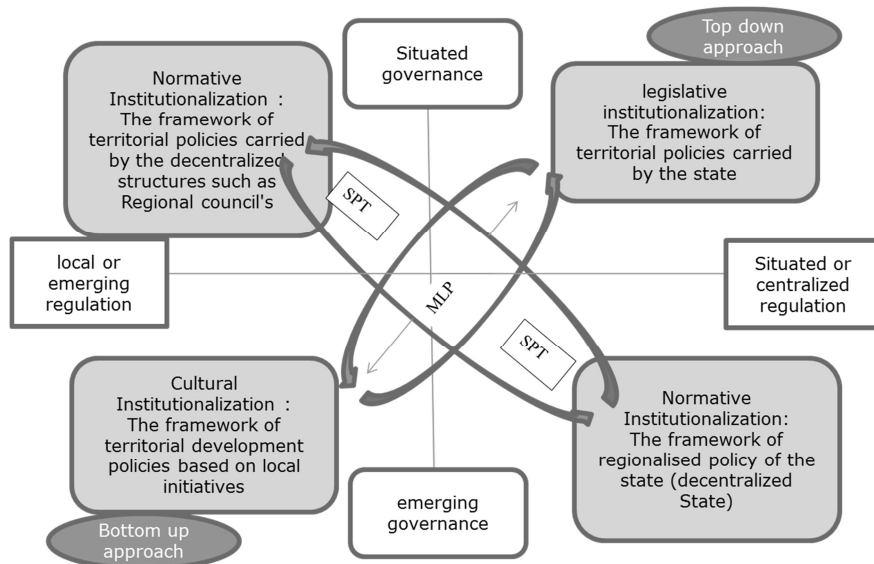 Top down
approach
Situated
governance
Normative
Institutionalization :
The framework of
territorial policies carried
by the decentralized
structures such as
Regional council's
legislative
institutionalization:
The framework of
territorial policies carried
by the state
SPT
local or
emerging
regulation
Situated or
centralized
regulation
MLP
SPT
Cultural
Institutionalization :
The framework of
territorial development
policies based on local
initiatives
Normative
Institutionalization:
The framework of
regionalised policy of the
state (decentralized
State)
emerging
governance
Bottom up
approach